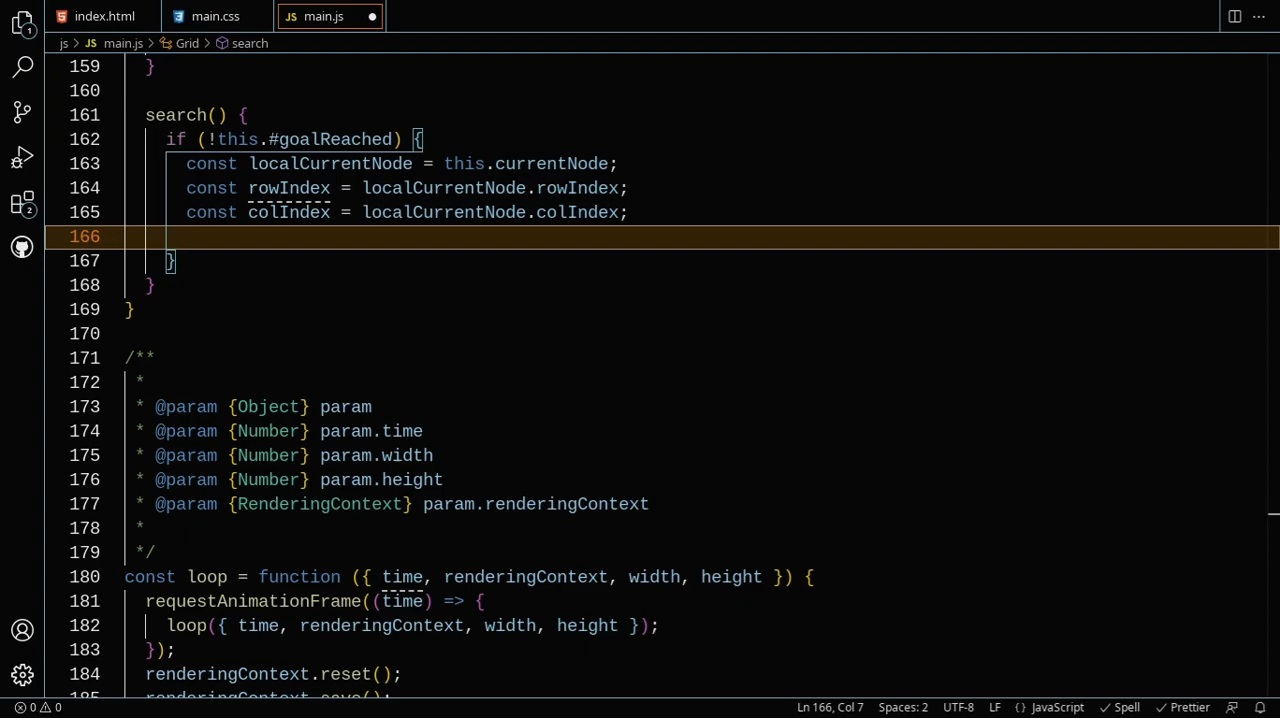 index.html main.css JS main.js
js > JS main.js > Grid > search
159 }
160
161 search() {
162 if (!this.#goalReached) {
163 const localCurrentNode = this.currentNode;
164 const rowIndex = localCurrentNode.rowIndex;
165 const colIndex = localCurrentNode.colIndex;
166
167 }
168 }
169 }
170
171 /**
172 *
173 * @param {Object} param
174 * @param {Number} param.time
175 * @param {Number} param.width
176 * @param {Number} param.height
177 * @param {RenderingContext} param.renderingContext
178 *
179 */
180 const loop = function ({ time, renderingContext, width, height }) {
181 requestAnimationFrame((time) => {
182 loop({ time, renderingContext, width, height });
183 });
184 renderingContext.reset();
185 renderingContext.save();
1
2
0 0 Ln 166, Col 7 Spaces: 2 UTF-8 LF {} JavaScript Spell Prettier